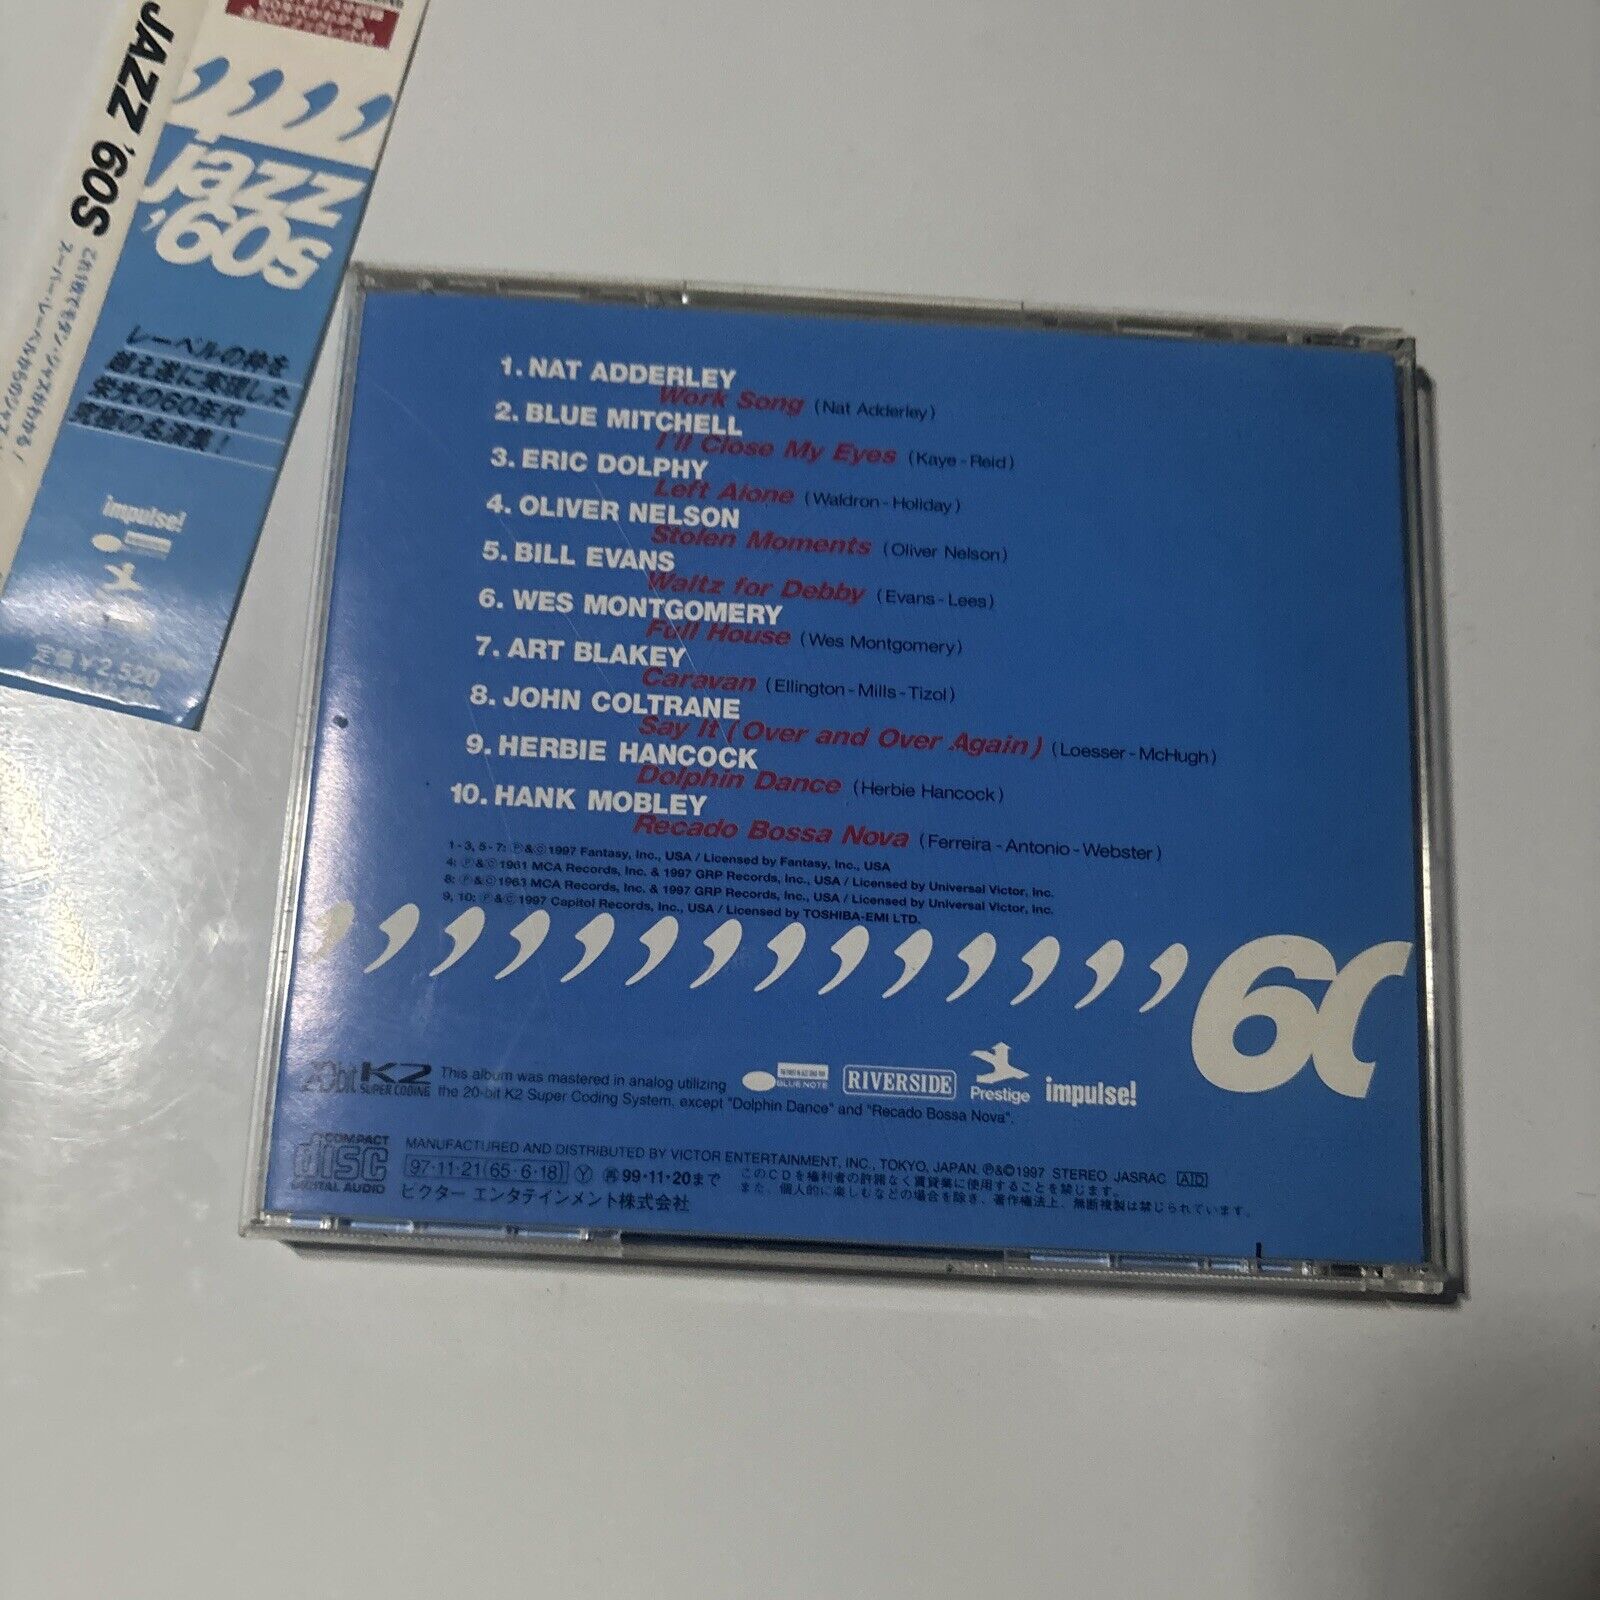 JAZZ '60S
jazz
'60s
レーベルの枠を
越え遂に実現した
栄光の60年代
究極の名演集!
impulse!
定価¥2,520
1. NAT ADDERLEY
Work Song (Nat Adderley)
2. BLUE MITCHELL
I'll Close My Eyes (Kaye-Reid)
3. ERIC DOLPHY
Left Alone (Waldron-Holiday)
4. OLIVER NELSON
Stolen Moments (Oliver Nelson)
5. BILL EVANS
Waltz for Debby (Evans-Lees)
6. WES MONTGOMERY
Full House (Wes Montgomery)
7. ART BLAKEY
Caravan (Ellington-Mills-Tizol)
8. JOHN COLTRANE
Say It (Over and Over Again) (Loesser-McHugh)
9. HERBIE HANCOCK
Dolphin Dance (Herbie Hancock)
10. HANK MOBLEY
Recado Bossa Nova (Ferreira-Antonio-Webster)
1-3, 5-7: ℗&©1997 Fantasy, Inc., USA / Licensed by Fantasy, Inc., USA
4: ℗&©1961 MCA Records, Inc. & 1997 GRP Records, Inc., USA / Licensed by Universal Victor, Inc.
8: ℗&©1963 MCA Records, Inc. & 1997 GRP Records, Inc., USA / Licensed by Universal Victor, Inc.
9, 10: ℗&©1997 Capitol Records, Inc., USA / Licensed by TOSHIBA-EMI LTD.
'60
20bit K2 SUPER CODING
This album was mastered in analog utilizing
the 20-bit K2 Super Coding System, except "Dolphin Dance" and "Recado Bossa Nova".
BLUE NOTE
RIVERSIDE
Prestige
impulse!
COMPACT disc DIGITAL AUDIO
MANUFACTURED AND DISTRIBUTED BY VICTOR ENTERTAINMENT, INC., TOKYO, JAPAN. ℗&©1997 STEREO JASRAC
97・11・21(65・6・18) Ⓨ 再99・11・20まで
ビクター エンタテインメント株式会社
このCDを権利者の許諾なく賃貸業に使用することを禁じます。
また、個人的に楽しむなどの場合を除き、著作権法上、無断複製は禁じられています。